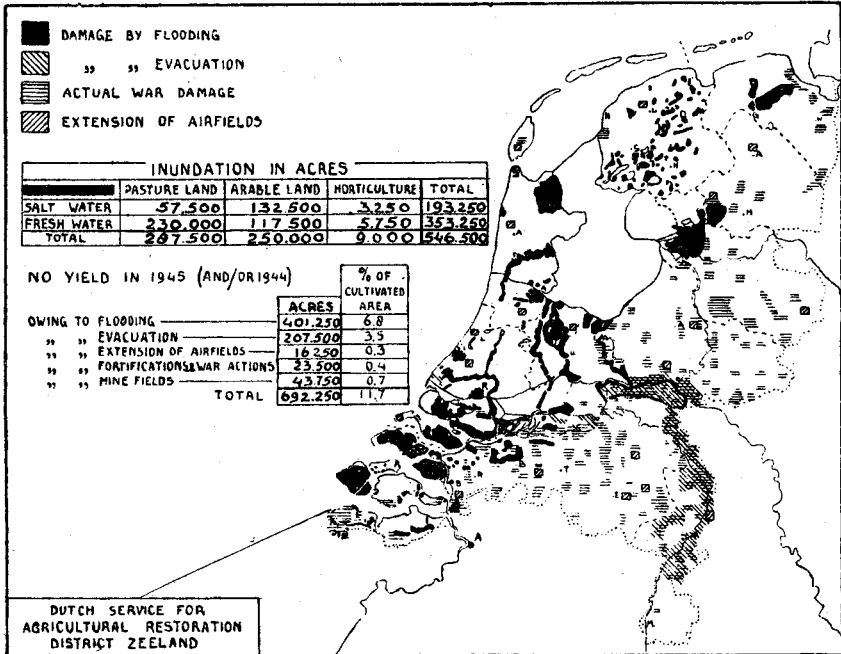 DAMAGE BY FLOODING
„ „ EVACUATION
ACTUAL WAR DAMAGE
EXTENSION OF AIRFIELDS
INUNDATION IN ACRES
PASTURE LAND ARABLE LAND HORTICULTURE TOTAL
SALT WATER 57.500 132.500 3.250 193.250
FRESH WATER 230.000 117.500 5.750 353.250
TOTAL 287.500 250.000 9.000 546.500
NO YIELD IN 1945 (AND/OR 1944)
% OF CULTIVATED AREA
ACRES
OWING TO FLOODING 401.250 6.8
„ „ EVACUATION 207.500 3.5
„ „ EXTENSION OF AIRFIELDS 16.250 0.3
„ „ FORTIFICATIONS & WAR ACTIONS 23.500 0.4
„ „ MINE FIELDS 43.750 0.7
TOTAL 692.250 11.7
A
DUTCH SERVICE FOR
AGRICULTURAL RESTORATION
DISTRICT ZEELAND